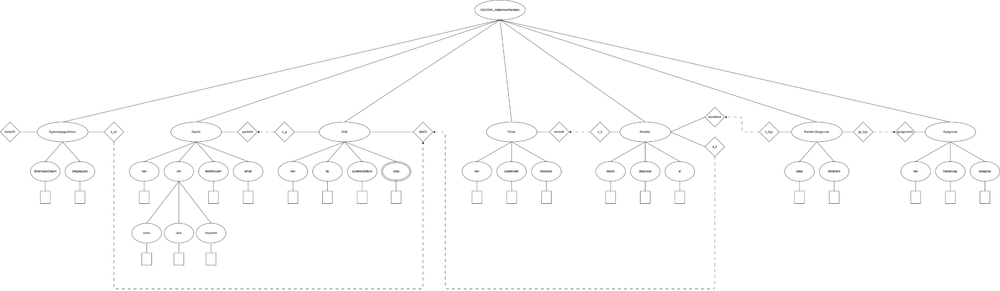 OQH5NH_AllatorvosiRendelo
kezelesId
konyvId
EgeszsegugyiKonyv
a_ek
Gazda
gazdaId
a_g
Allat
allatId
Orvos
orvosId
o_k
Kezeles
k_kgy
KezelesGyogyszer
gy_kgy
gyogyszerId
Gyogyszer
a_k
letrehozasDatum
megjegyzes
nev
cim
telefonszam
email
nev
faj
szuletesiDatum
oltas
nev
szakterulet
beosztas
datum
diagnozis
ar
adag
idotartam
nev
hatoanyag
adagolas
varos
utca
hazszam